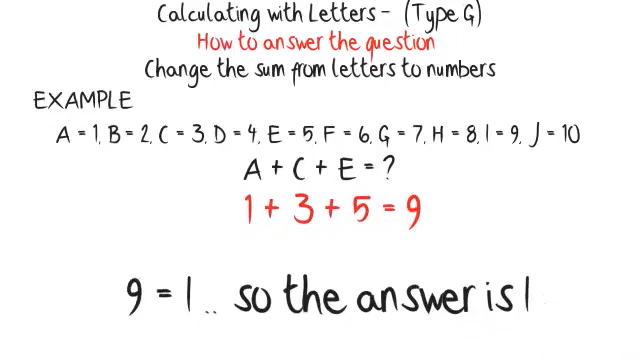 Calculating with Letters - (Type G)
How to answer the question
Change the sum from letters to numbers
EXAMPLE
A = 1, B = 2, C = 3, D = 4, E = 5, F = 6, G = 7, H = 8, I = 9, J = 10
A + C + E = ?
1 + 3 + 5 = 9
9 = I .. so the answer is I